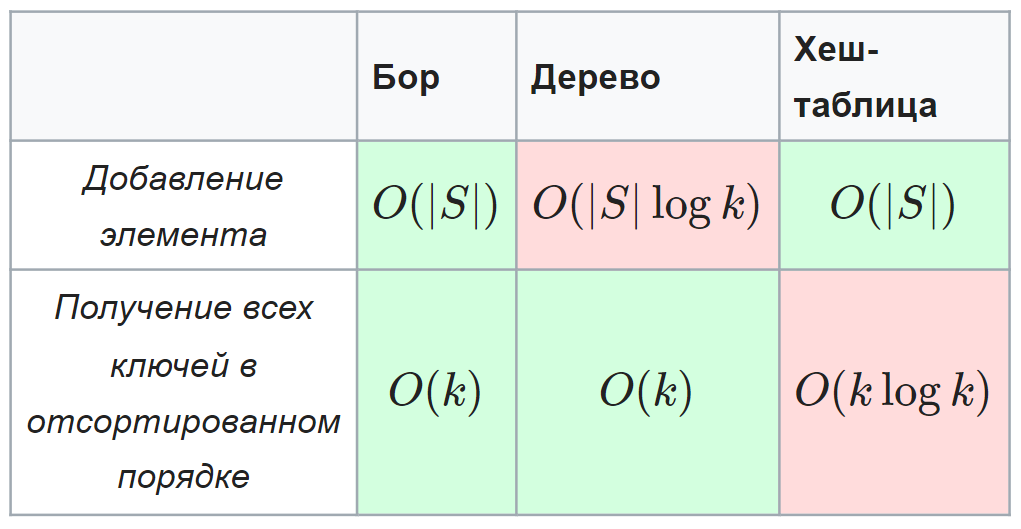 Бор
Дерево
Хеш-
таблица
Добавление
элемента
O(|S|)
O(|S| log k)
O(|S|)
Получение всех
ключей в
отсортированном
порядке
O(k)
O(k)
O(k log k)